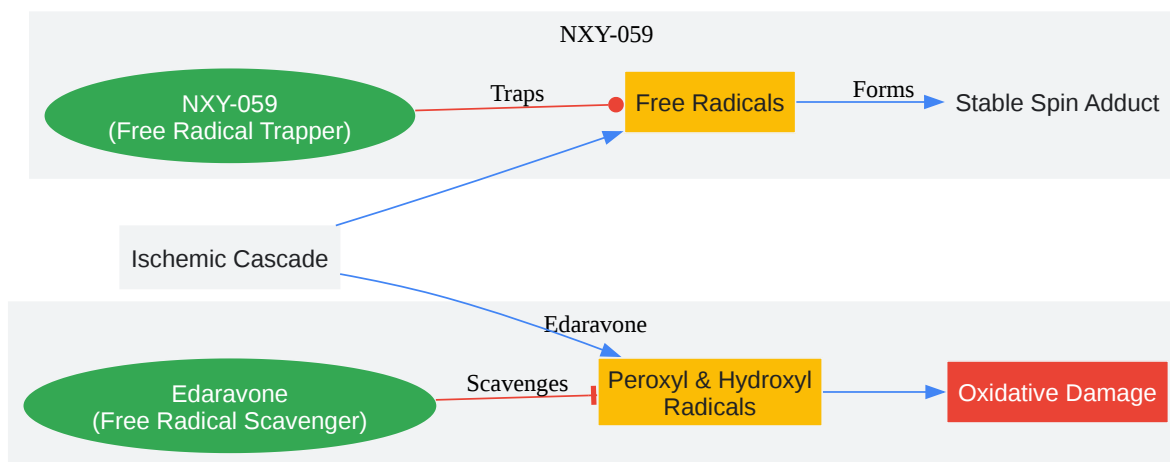 NXY-059
NXY-059
(Free Radical Trapper)
Traps
Free Radicals
Forms
Stable Spin Adduct
Ischemic Cascade
Edaravone
Edaravone
(Free Radical Scavenger)
Scavenges
Peroxyl & Hydroxyl
Radicals
Oxidative Damage